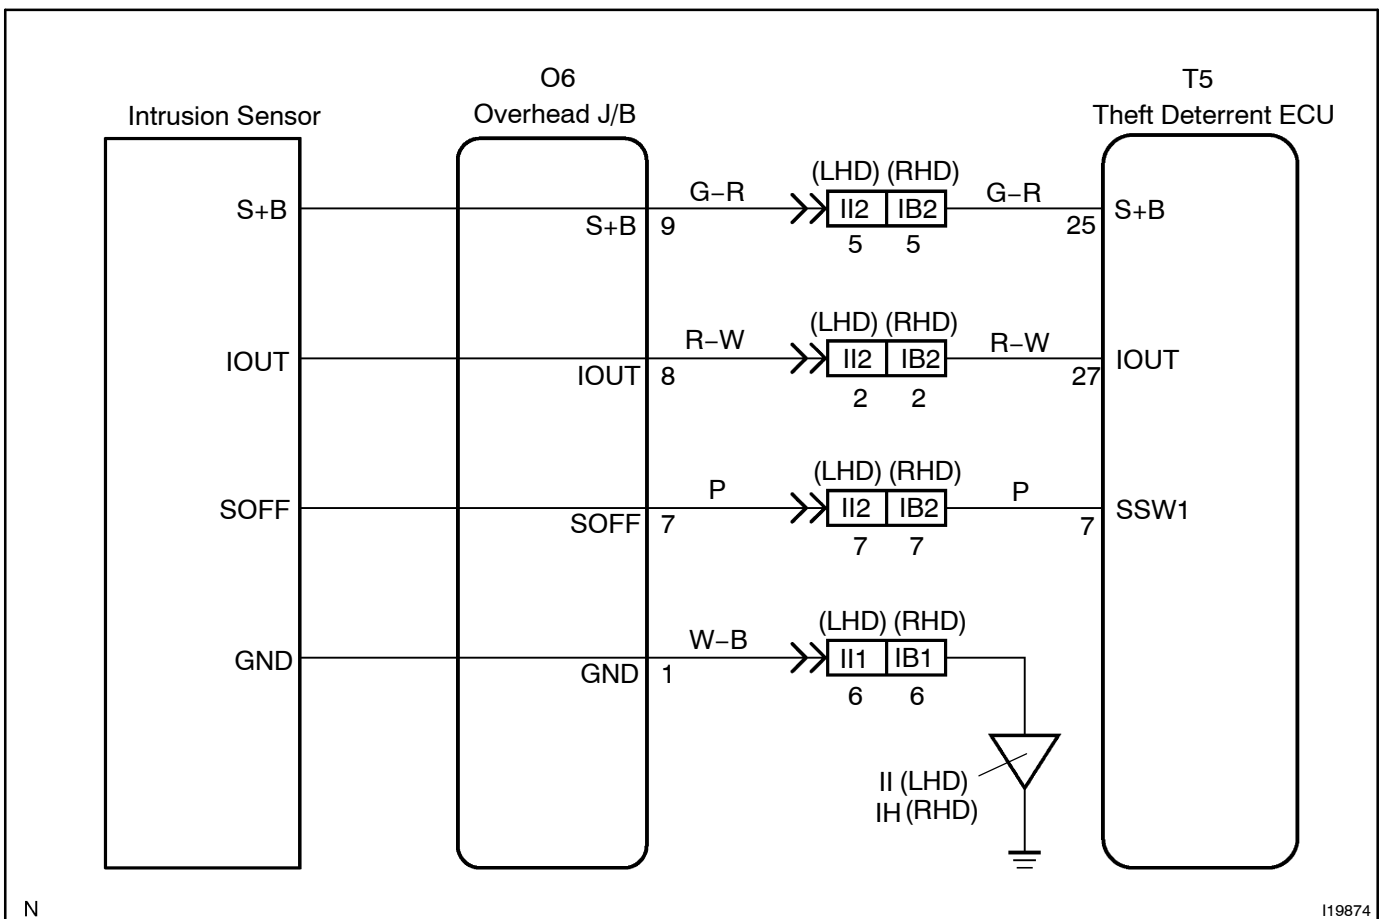 O6
T5
Intrusion Sensor
Overhead J/B
Theft Deterrent ECU
(LHD) (RHD)
S+B
S+B
9
G–R
II2
IB2
5
5
G–R
25
S+B
(LHD) (RHD)
IOUT
IOUT
8
R–W
II2
IB2
2
2
R–W
27
IOUT
(LHD) (RHD)
SOFF
SOFF
7
P
II2
IB2
7
7
P
7
SSW1
(LHD) (RHD)
GND
GND
1
W–B
II1
IB1
6
6
II (LHD)
IH (RHD)
N
I19874